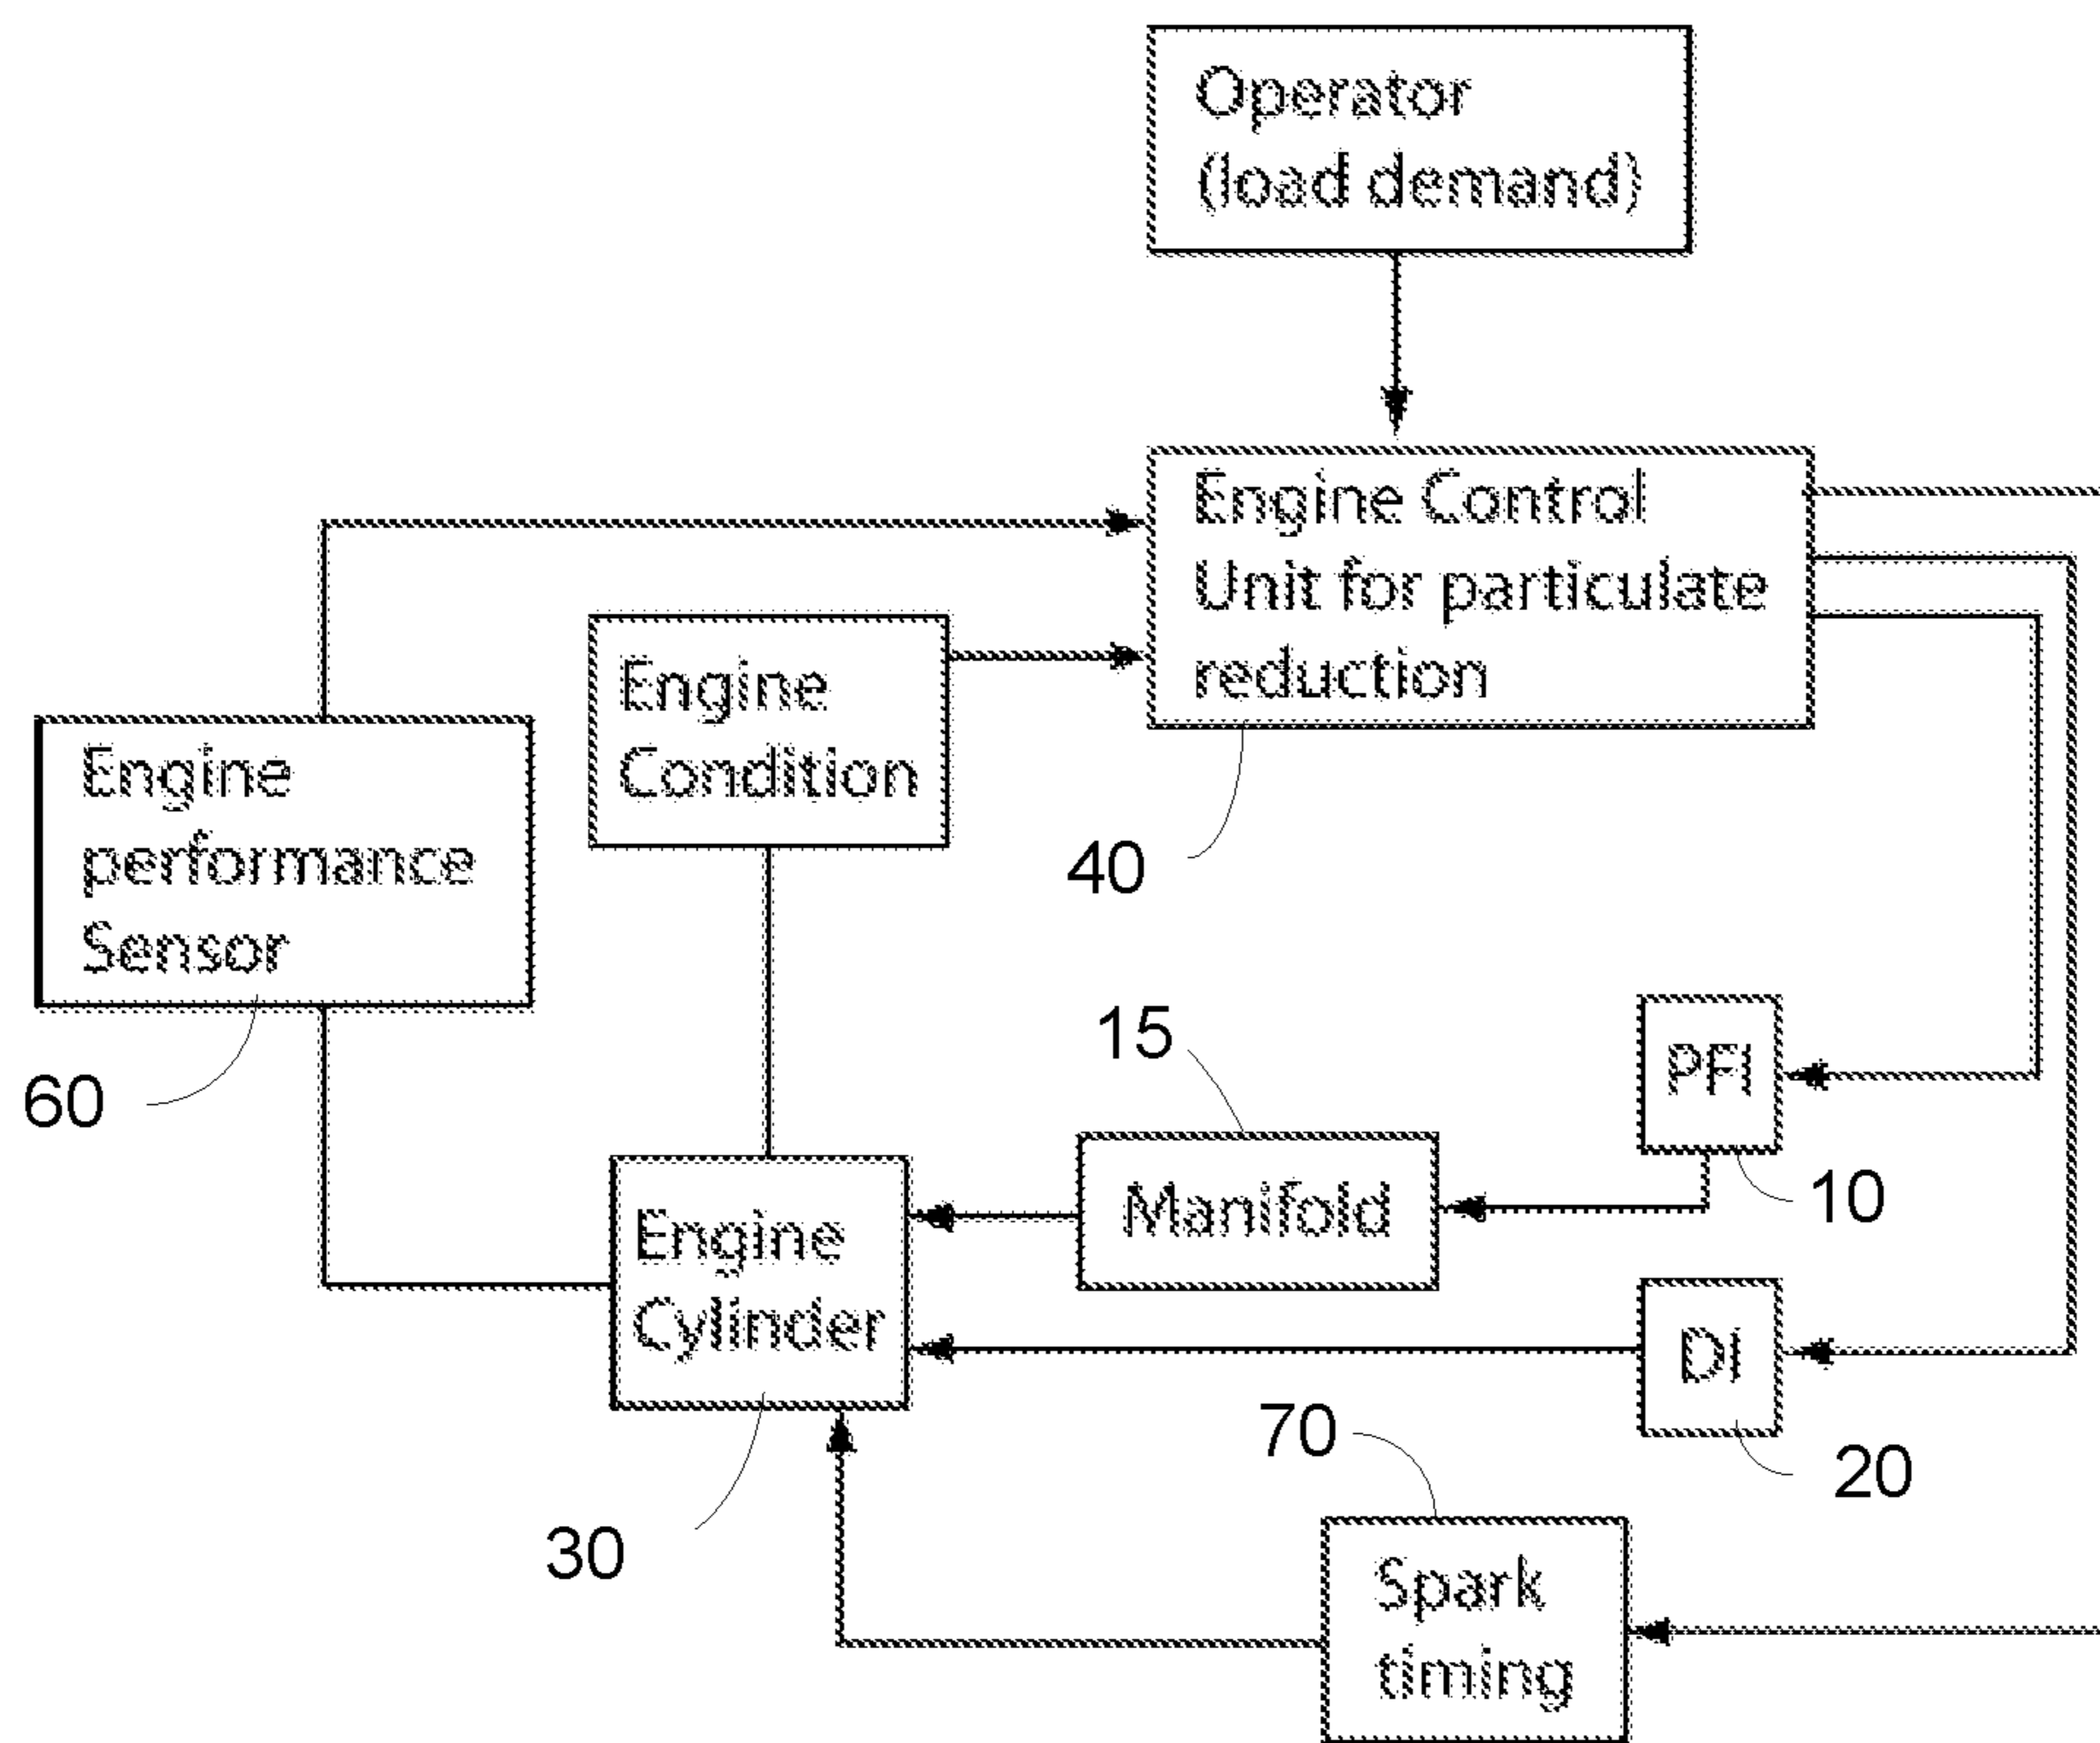 Operator
(load demand)
Engine Control
Unit for particulate
reduction
Engine
Condition
Engine
performance
Sensor
40
60
15
PFI
10
Manifold
Engine
Cylinder
DI
20
70
30
Spark
timing